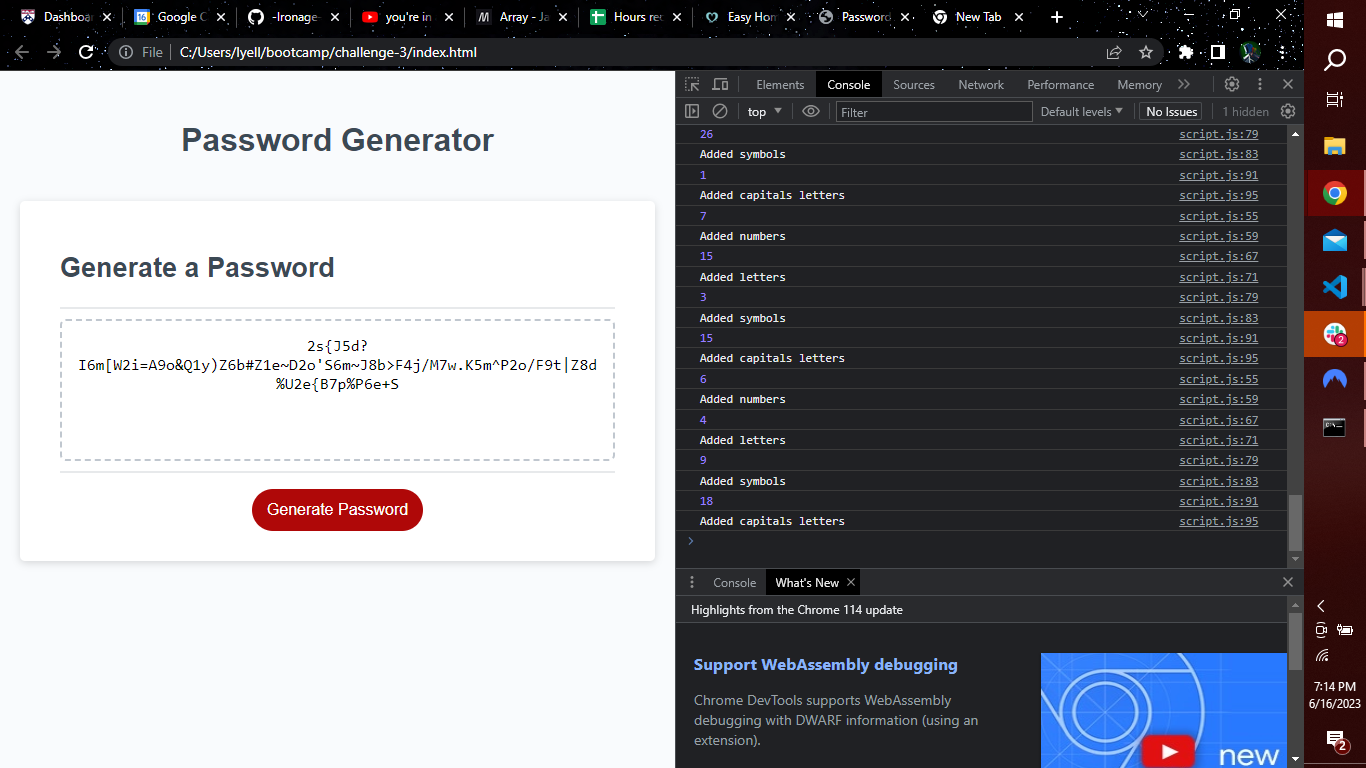 Dashboa
Google C
-Ironage-
you're in
Array - Ja
Hours re
Easy Hom
Password
New Tab
File
C:/Users/lyell/bootcamp/challenge-3/index.html
Password Generator
Generate a Password
2s{J5d?
I6m[W2i=A9o&Q1y)Z6b#Z1e~D2o'S6m~J8b>F4j/M7w.K5m^P2o/F9t|Z8d
%U2e{B7p%P6e+S
Generate Password
Elements Console Sources Network Performance Memory
top Filter Default levels No Issues 1 hidden
26 script.js:79
Added symbols script.js:83
1 script.js:91
Added capitals letters script.js:95
7 script.js:55
Added numbers script.js:59
15 script.js:67
Added letters script.js:71
3 script.js:79
Added symbols script.js:83
15 script.js:91
Added capitals letters script.js:95
6 script.js:55
Added numbers script.js:59
4 script.js:67
Added letters script.js:71
9 script.js:79
Added symbols script.js:83
18 script.js:91
Added capitals letters script.js:95
Console What's New
Highlights from the Chrome 114 update
Support WebAssembly debugging
Chrome DevTools supports WebAssembly
debugging with DWARF information (using an
extension).
new
2
7:14 PM
6/16/2023
2